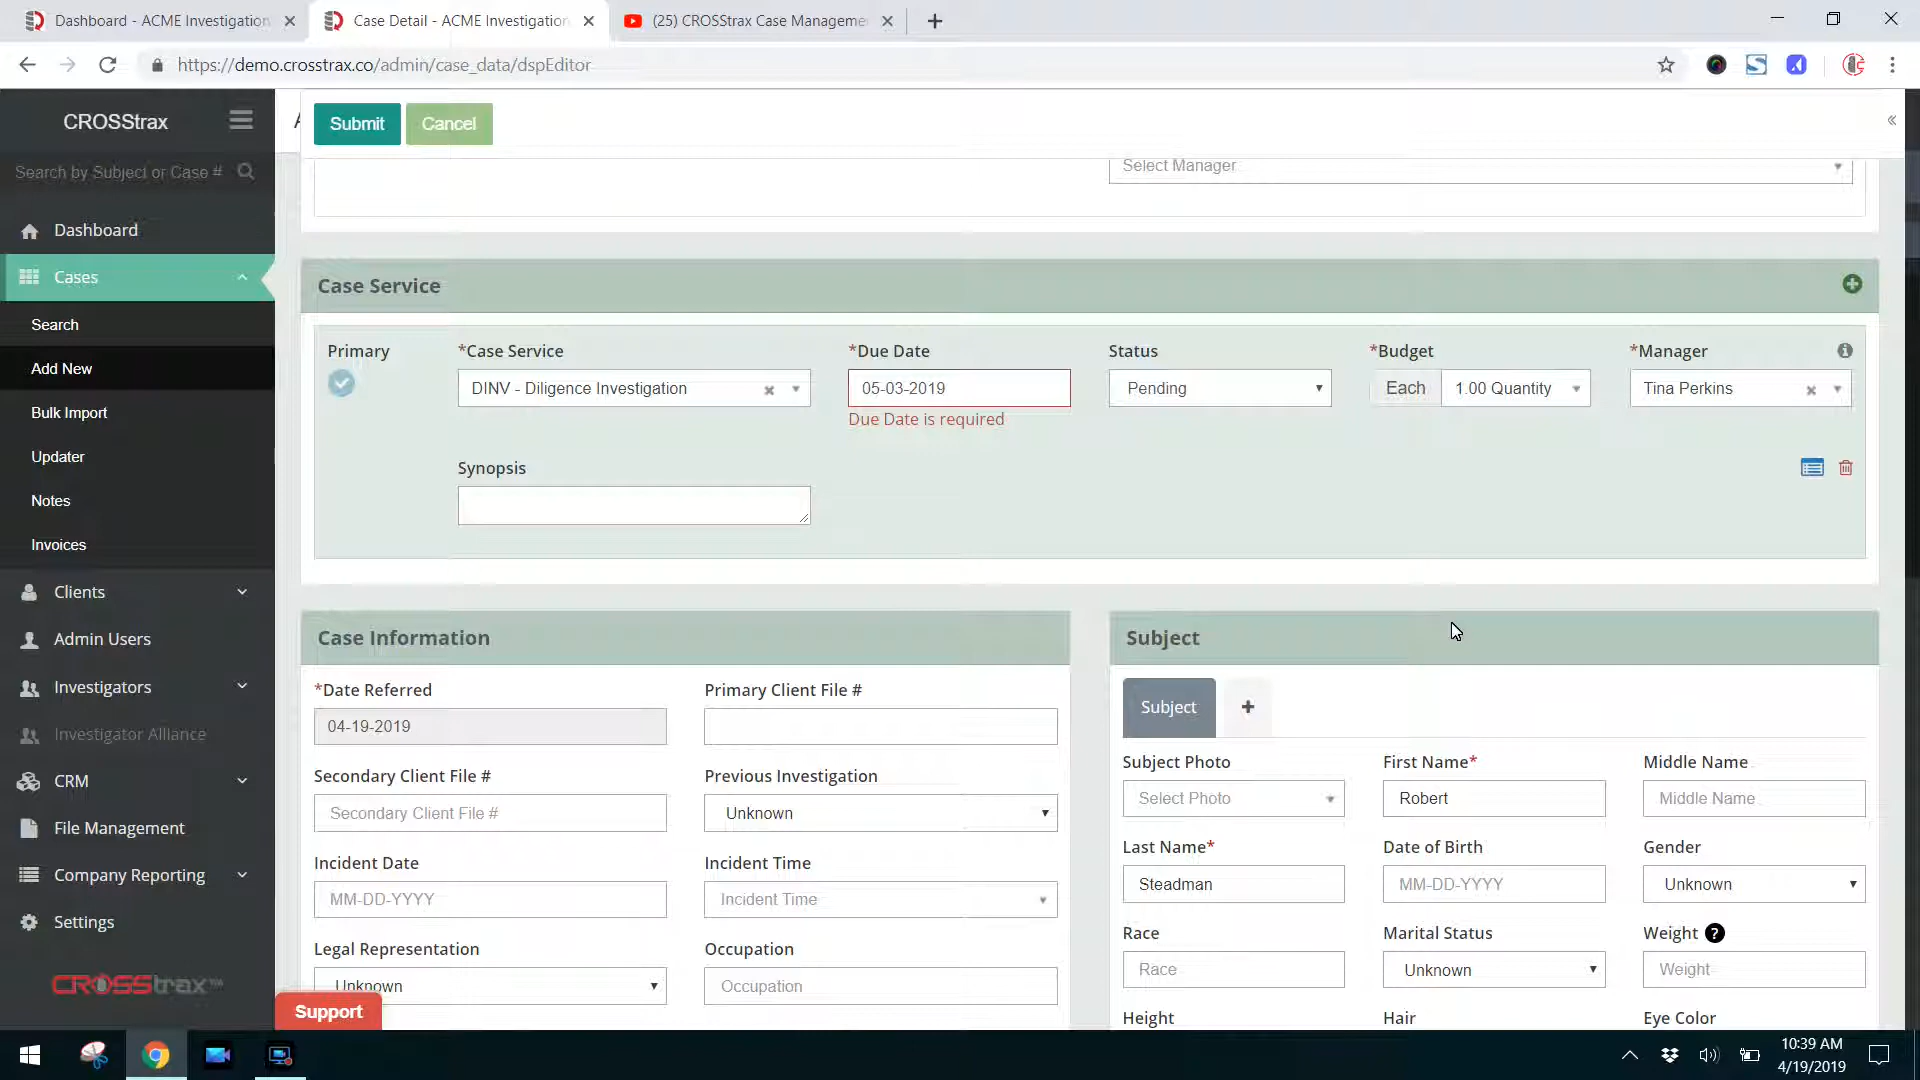 Dashboard - ACME Investigation
Case Detail - ACME Investigation
(25) CROSStrax Case Manageme
https://demo.crosstrax.co/admin/case_data/dspEditor
CROSStrax
Submit
Cancel
«
Search by Subject or Case #
Select Manager
Dashboard
Cases
Search
Add New
Bulk Import
Updater
Notes
Invoices
Clients
Admin Users
Investigators
Investigator Alliance
CRM
File Management
Company Reporting
Settings
CROSStrax
Support
Case Service
Primary
*Case Service
*Due Date
Status
*Budget
*Manager
DINV - Diligence Investigation
05-03-2019
Pending
Each
1.00 Quantity
Tina Perkins
Due Date is required
Synopsis
Case Information
*Date Referred
Primary Client File #
04-19-2019
Secondary Client File #
Previous Investigation
Secondary Client File #
Unknown
Incident Date
Incident Time
MM-DD-YYYY
Incident Time
Legal Representation
Occupation
Unknown
Occupation
Subject
Subject
+
Subject Photo
First Name*
Middle Name
Select Photo
Robert
Middle Name
Last Name*
Date of Birth
Gender
Steadman
MM-DD-YYYY
Unknown
Race
Marital Status
Weight ?
Race
Unknown
Weight
Height
Hair
Eye Color
10:39 AM
4/19/2019